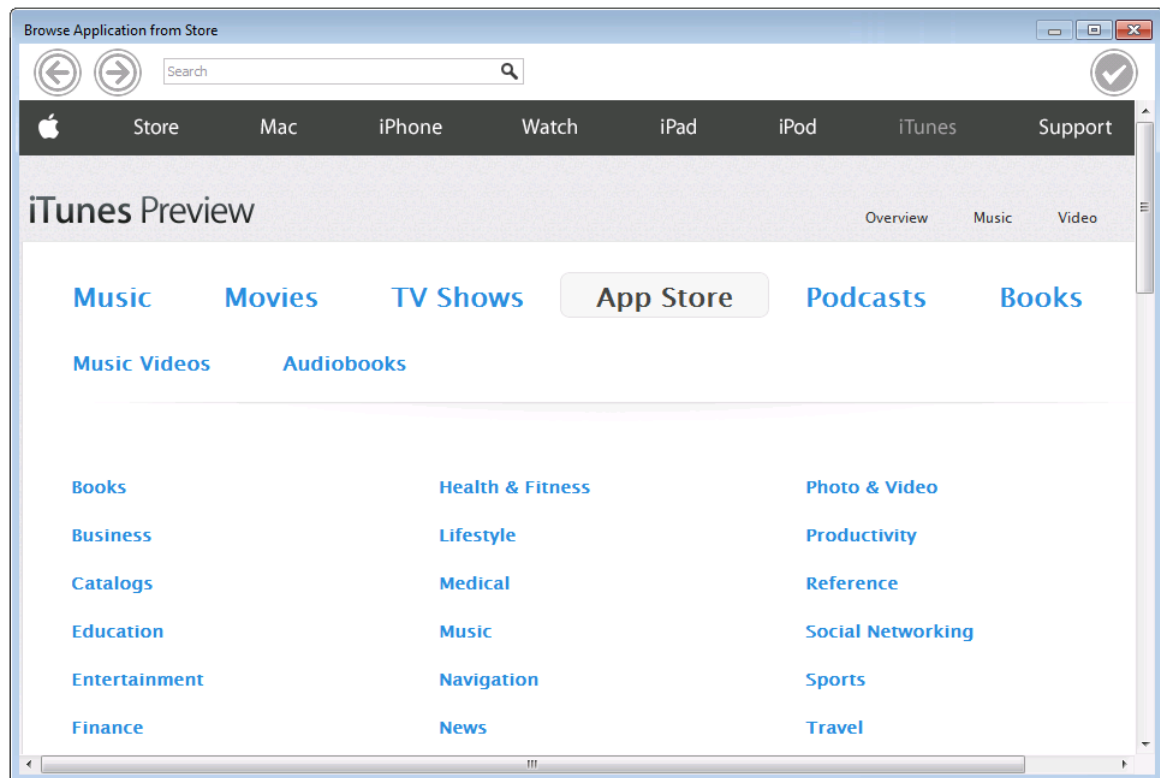 Browse Application from Store
Search
Store Mac iPhone Watch iPad iPod iTunes Support
iTunes Preview
Overview Music Video
Music Movies TV Shows App Store Podcasts Books
Music Videos Audiobooks
Books Health & Fitness Photo & Video
Business Lifestyle Productivity
Catalogs Medical Reference
Education Music Social Networking
Entertainment Navigation Sports
Finance News Travel